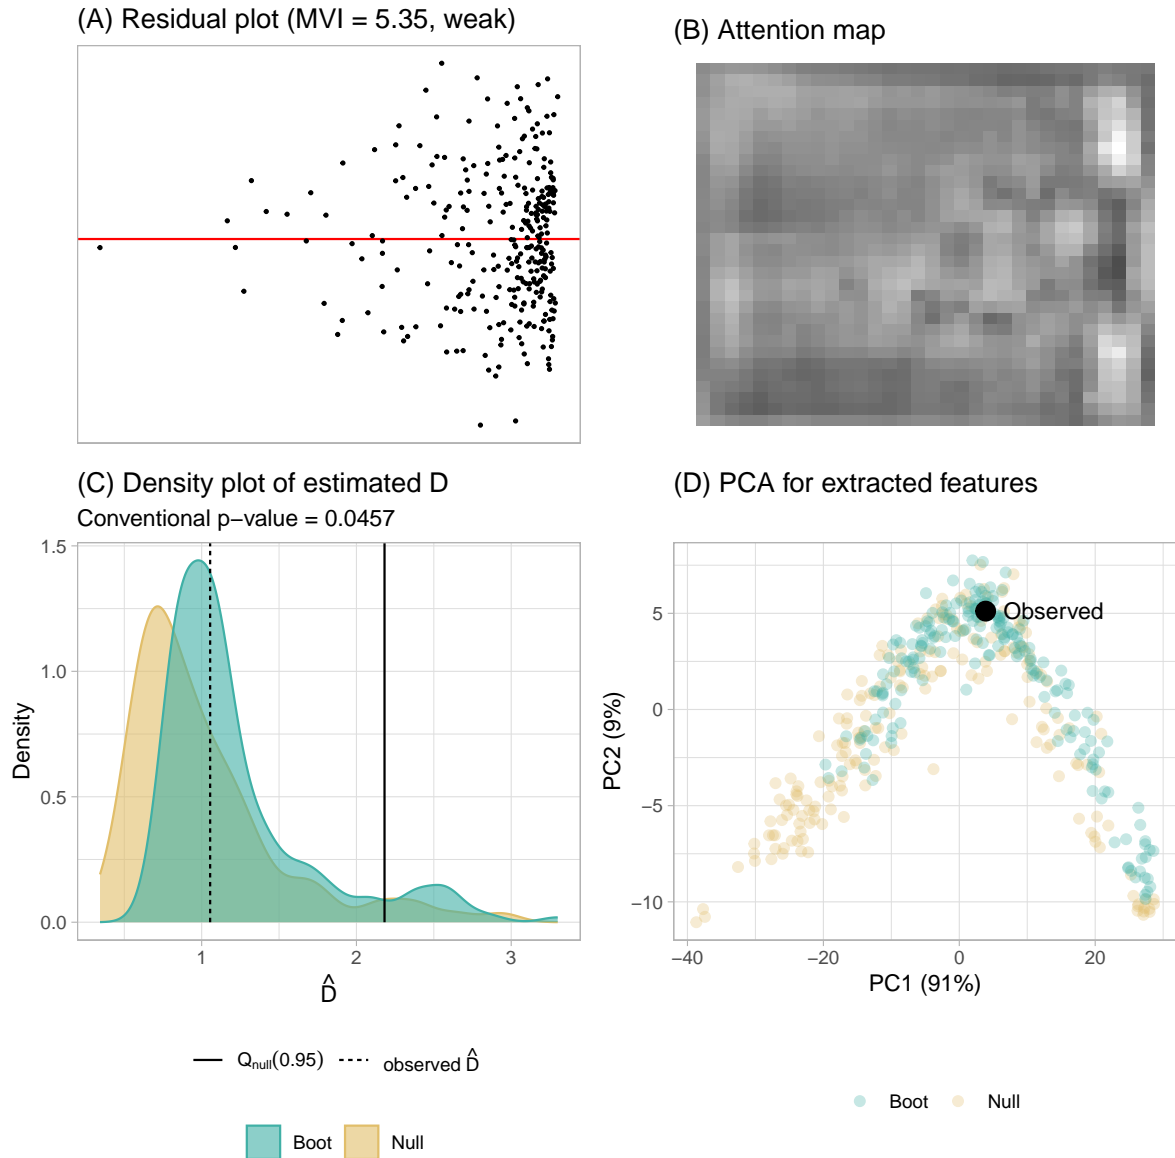 (A) Residual plot (MVI = 5.35, weak)
(B) Attention map
(C) Density plot of estimated D
Conventional p−value = 0.0457
Density
1.5
1.0
0.5
0.0
1
2
3
D̂
Q_null(0.95)
observed D̂
Boot
Null
(D) PCA for extracted features
Observed
PC2 (9%)
5
0
−5
−10
−40
−20
0
20
PC1 (91%)
Boot
Null